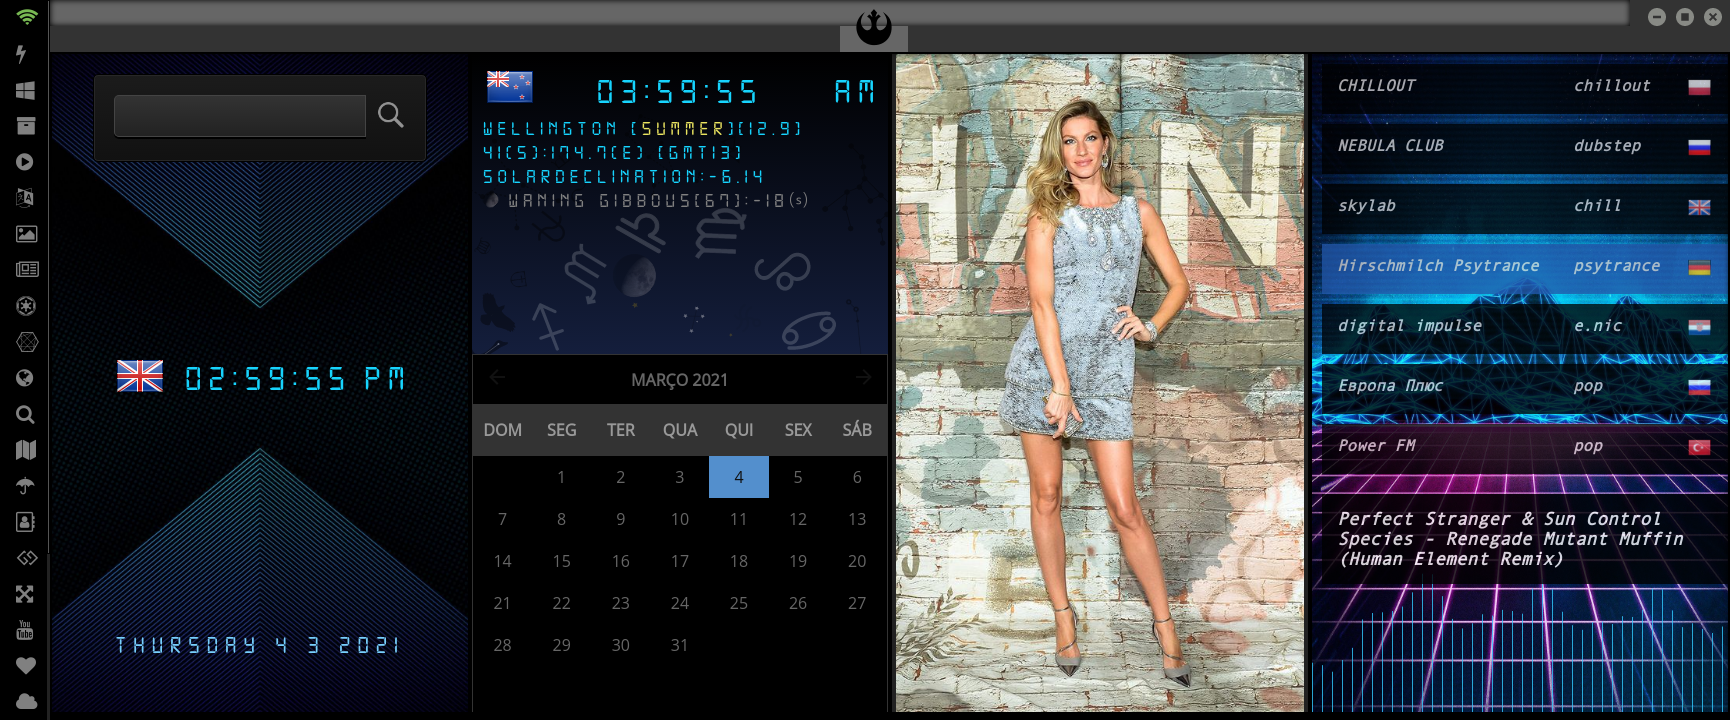 02:59:55 PM
THURSDAY 4 3 2021
03:59:55 AM
WELLINGTON [SUMMER][12.9]
41(S):174.7(E) [GMT13]
SOLARDECLINATION:-6.14
WANING GIBBOUS[67]:-18(s)
MARÇO 2021
DOM SEG TER QUA QUI SEX SÁB
1 2 3 4 5 6
7 8 9 10 11 12 13
14 15 16 17 18 19 20
21 22 23 24 25 26 27
28 29 30 31
CHILLOUT chillout
NEBULA CLUB dubstep
skylab chill
Hirschmilch Psytrance psytrance
digital impulse e.nic
Европа Плюс pop
Power FM pop
Perfect Stranger & Sun Control
Species - Renegade Mutant Muffin
(Human Element Remix)
You
Tube